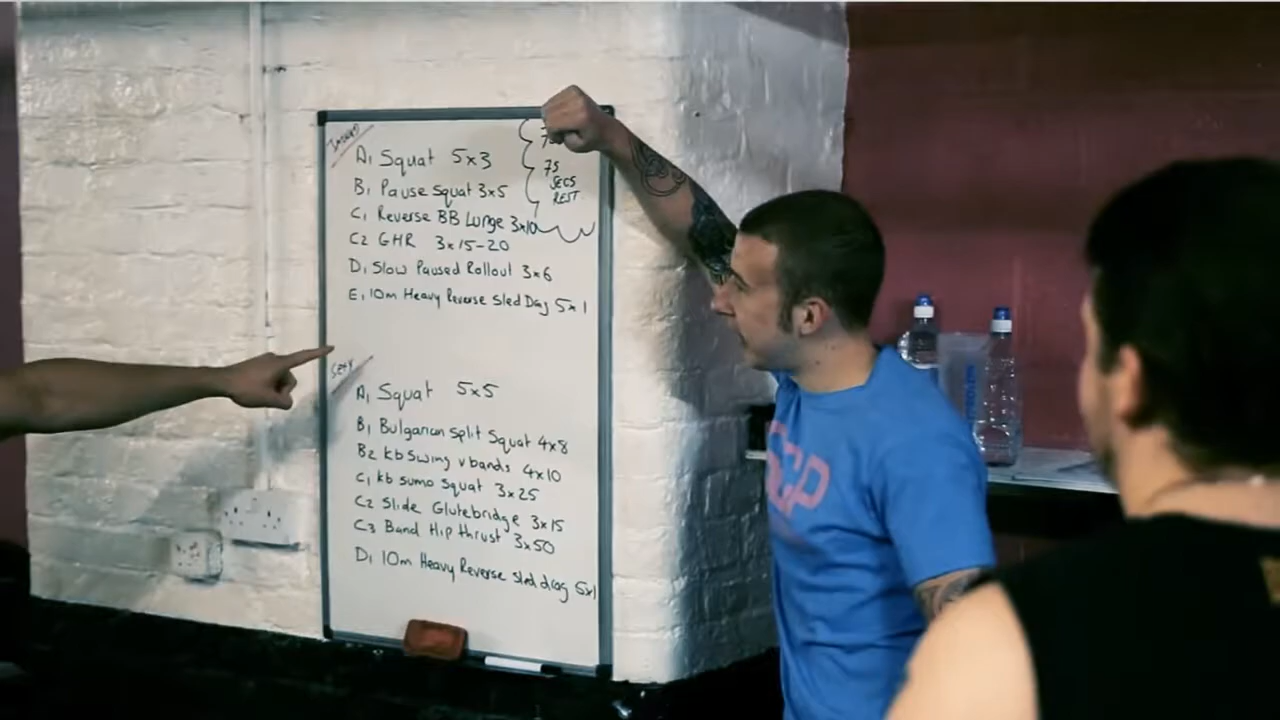 A1 Squat 5x3
75
SECS
REST
B1 Pause squat 3x5
C1 Reverse BB Lunge 3x10
C2 GHR 3x15-20
D1 Slow Paused Rollout 3x6
E1 10m Heavy Reverse Sled Drag 5x1
SEXY
A1 Squat 5x5
B1 Bulgarian Split Squat 4x8
B2 kb swing v bands 4x10
C1 kb sumo squat 3x25
C2 Slide Glutebridge 3x15
C3 Band Hip thrust 3x50
D1 10m Heavy Reverse sled drag 5x1